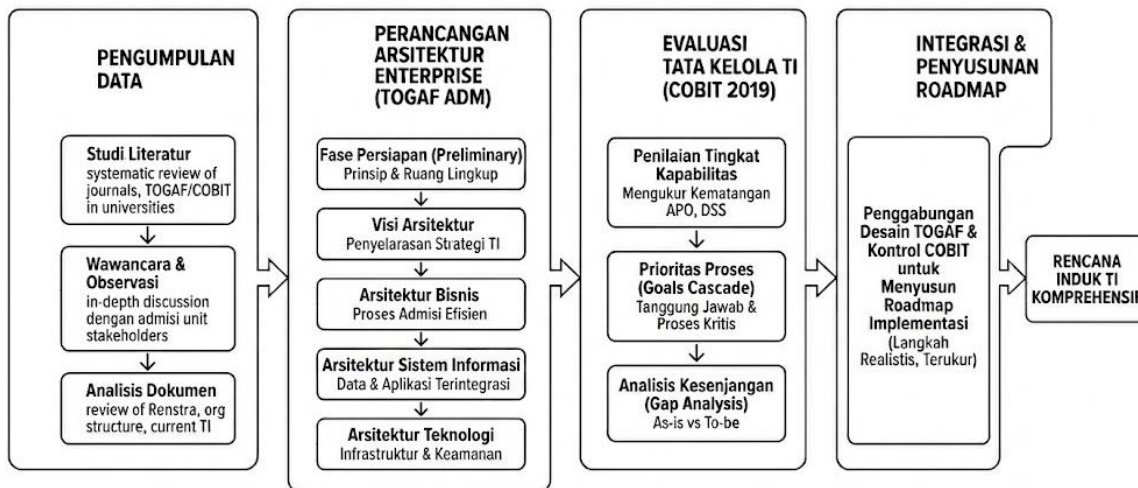 PENGUMPULAN
DATA
Studi Literatur
systematic review of
journals, TOGAF/COBIT
in universities
Wawancara &
Observasi
in-depth discussion
dengan admisi unit
stakeholders
Analisis Dokumen
review of Renstra, org
structure, current TI
PERANCANGAN
ARSITEKTUR
ENTERPRISE
(TOGAF ADM)
Fase Persiapan (Preliminary)
Prinsip & Ruang Lingkup
Visi Arsitektur
Penyelarasan Strategi TI
Arsitektur Bisnis
Proses Admisi Efisien
Arsitektur Sistem Informasi
Data & Aplikasi Terintegrasi
Arsitektur Teknologi
Infrastruktur & Keamanan
EVALUASI
TATA KELOLA TI
(COBIT 2019)
Penilaian Tingkat
Kapabilitas
Mengukur Kematangan
APO, DSS
Prioritas Proses
(Goals Cascade)
Tanggung Jawab &
Proses Kritis
Analisis Kesenjangan
(Gap Analysis)
As-is vs To-be
INTEGRASI &
PENYUSUNAN
ROADMAP
Penggabungan
Desain TOGAF &
Kontrol COBIT
untuk
Menyusun
Roadmap
Implementasi
(Langkah
Realistis, Terukur)
RENCANA
INDUK TI
KOMPREHENSIF